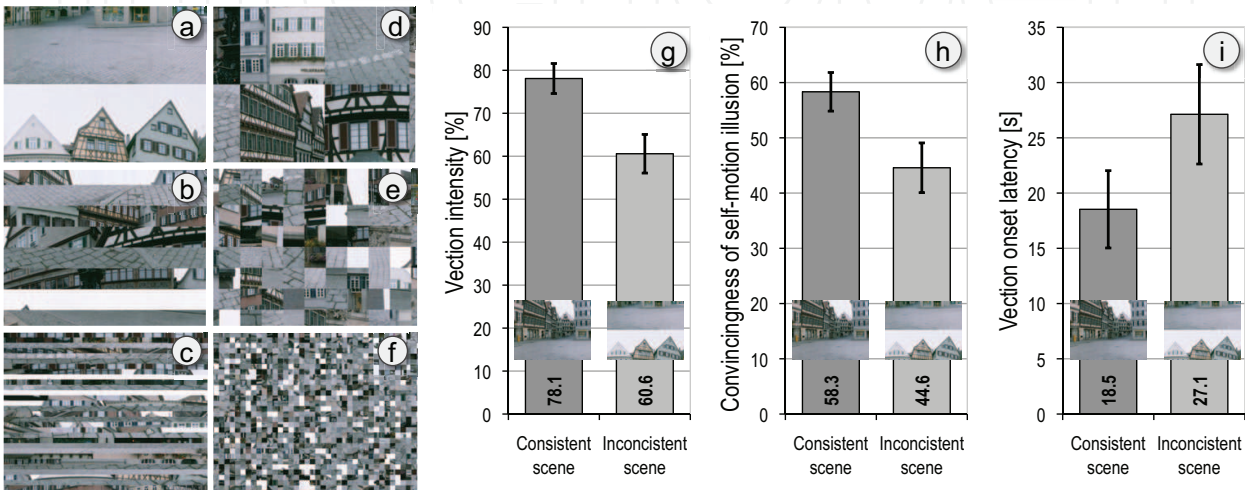 a
d
b
e
c
f
g
Vection intensity [%]
90
80
70
60
50
40
30
20
10
0
78.1
60.6
Consistent
scene
Inconcistent
scene
h
Convincingness of self-motion illusion [%]
70
60
50
40
30
20
10
0
58.3
44.6
Consistent
scene
Inconcistent
scene
i
Vection onset latency [s]
35
30
25
20
15
10
5
0
18.5
27.1
Consistent
scene
Inconcistent
scene